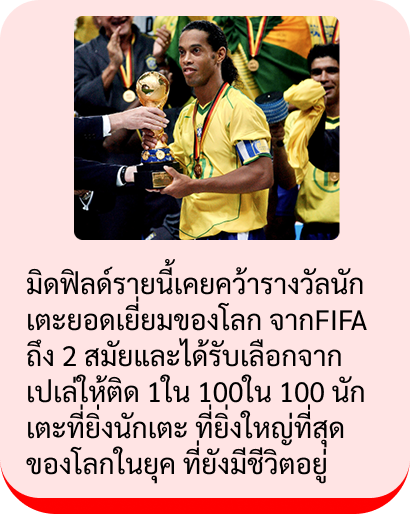 มิดฟิลด์รายนี้เคยคว้ารางวัลนัก
เตะยอดเยี่ยมของโลก จากFIFA
ถึง 2 สมัยและได้รับเลือกจาก
เปเล่ให้ติด 1ใน 100ใน 100 นัก
เตะที่ยิ่งนักเตะ ที่ยิ่งใหญ่ที่สุด
ของโลกในยุค ที่ยังมีชีวิตอยู่